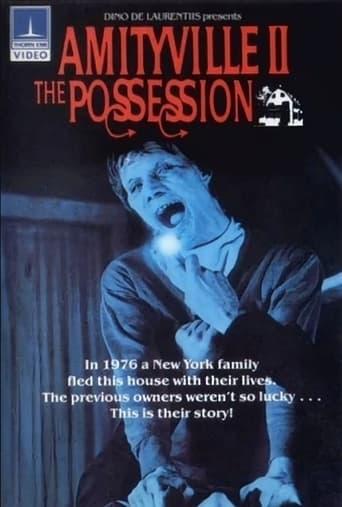 DINO DE LAURENTIIS presents
THORN EMI
VIDEO
AMITYVILLE II
THE POSSESSION
In 1976 a New York family
fled this house with their lives.
The previous owners weren't so lucky . . .
This is their story!